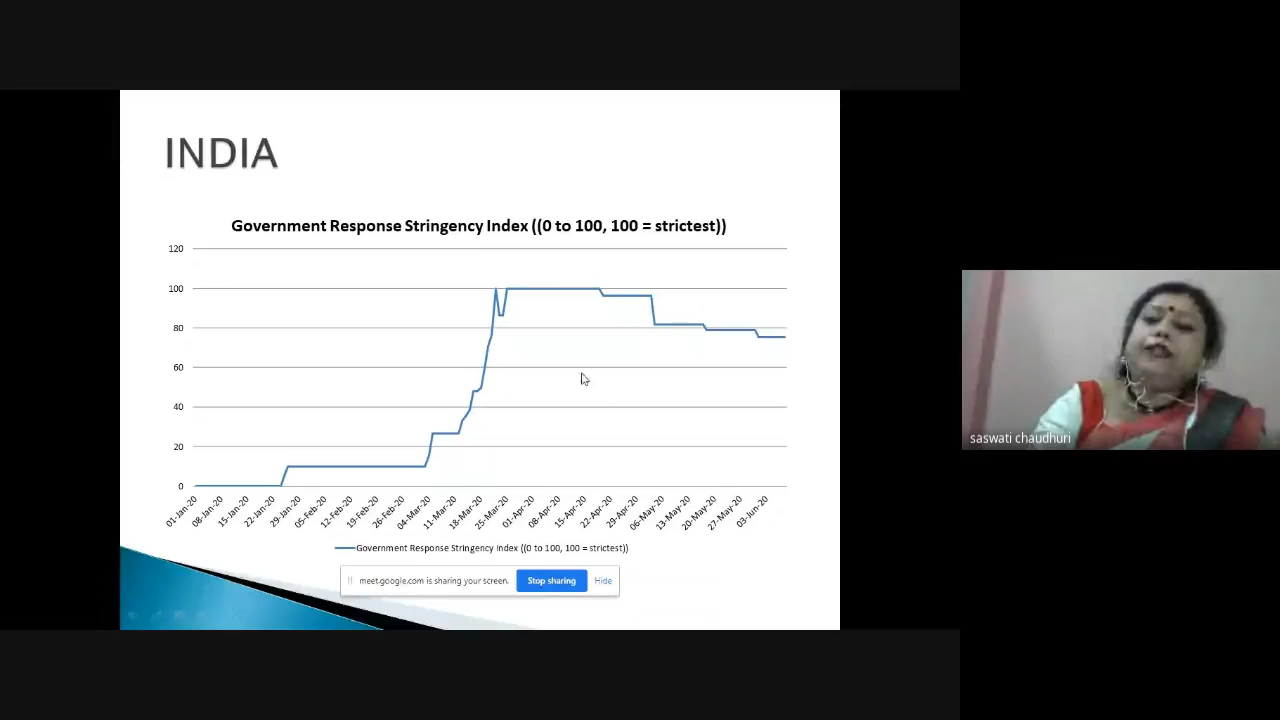 INDIA
Government Response Stringency Index ((0 to 100, 100 = strictest))
120
100
80
60
40
20
0
01-Jan-20
08-Jan-20
15-Jan-20
22-Jan-20
29-Jan-20
05-Feb-20
12-Feb-20
19-Feb-20
26-Feb-20
04-Mar-20
11-Mar-20
18-Mar-20
25-Mar-20
01-Apr-20
08-Apr-20
15-Apr-20
22-Apr-20
29-Apr-20
06-May-20
13-May-20
20-May-20
27-May-20
03-Jun-20
Government Response Stringency Index ((0 to 100, 100 = strictest))
meet.google.com is sharing your screen. Stop sharing Hide
saswati chaudhuri